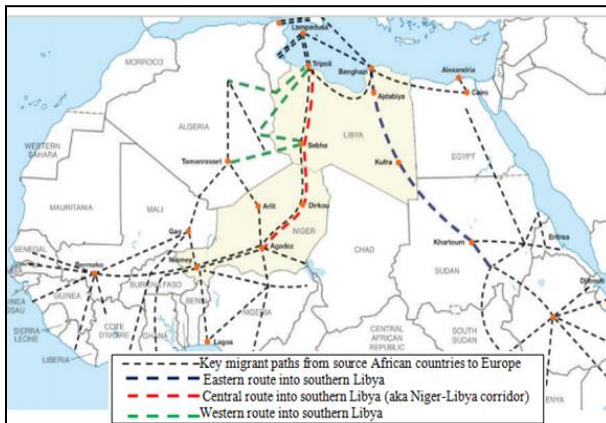 Lampedusa
Tripoli
MOROCCO
Benghazi
Alexandria
Ajdabiya
Cairo
ALGERIA
LIBYA
WESTERN
SAHARA
EGYPT
Sebha
Tamanrasset
Kufra
MAURITANIA
MALI
Arlit
Dirkou
NIGER
Gao
Agadez
CHAD
Khartoum
Eritrea
SENEGAL
Bamako
Niamey
SUDAN
Djibouti
BURKINA FASO
GUINEA
BENIN
NIGERIA
SIERRA
LEONE
COTE
D'IVOIRE
GHANA
Lagos
CENTRAL
AFRICAN
REPUBLIC
SOUTH
SUDAN
LIBERIA
Key migrant paths from source African countries to Europe
Eastern route into southern Libya
Central route into southern Libya (aka Niger-Libya corridor)
Western route into southern Libya
ENYA